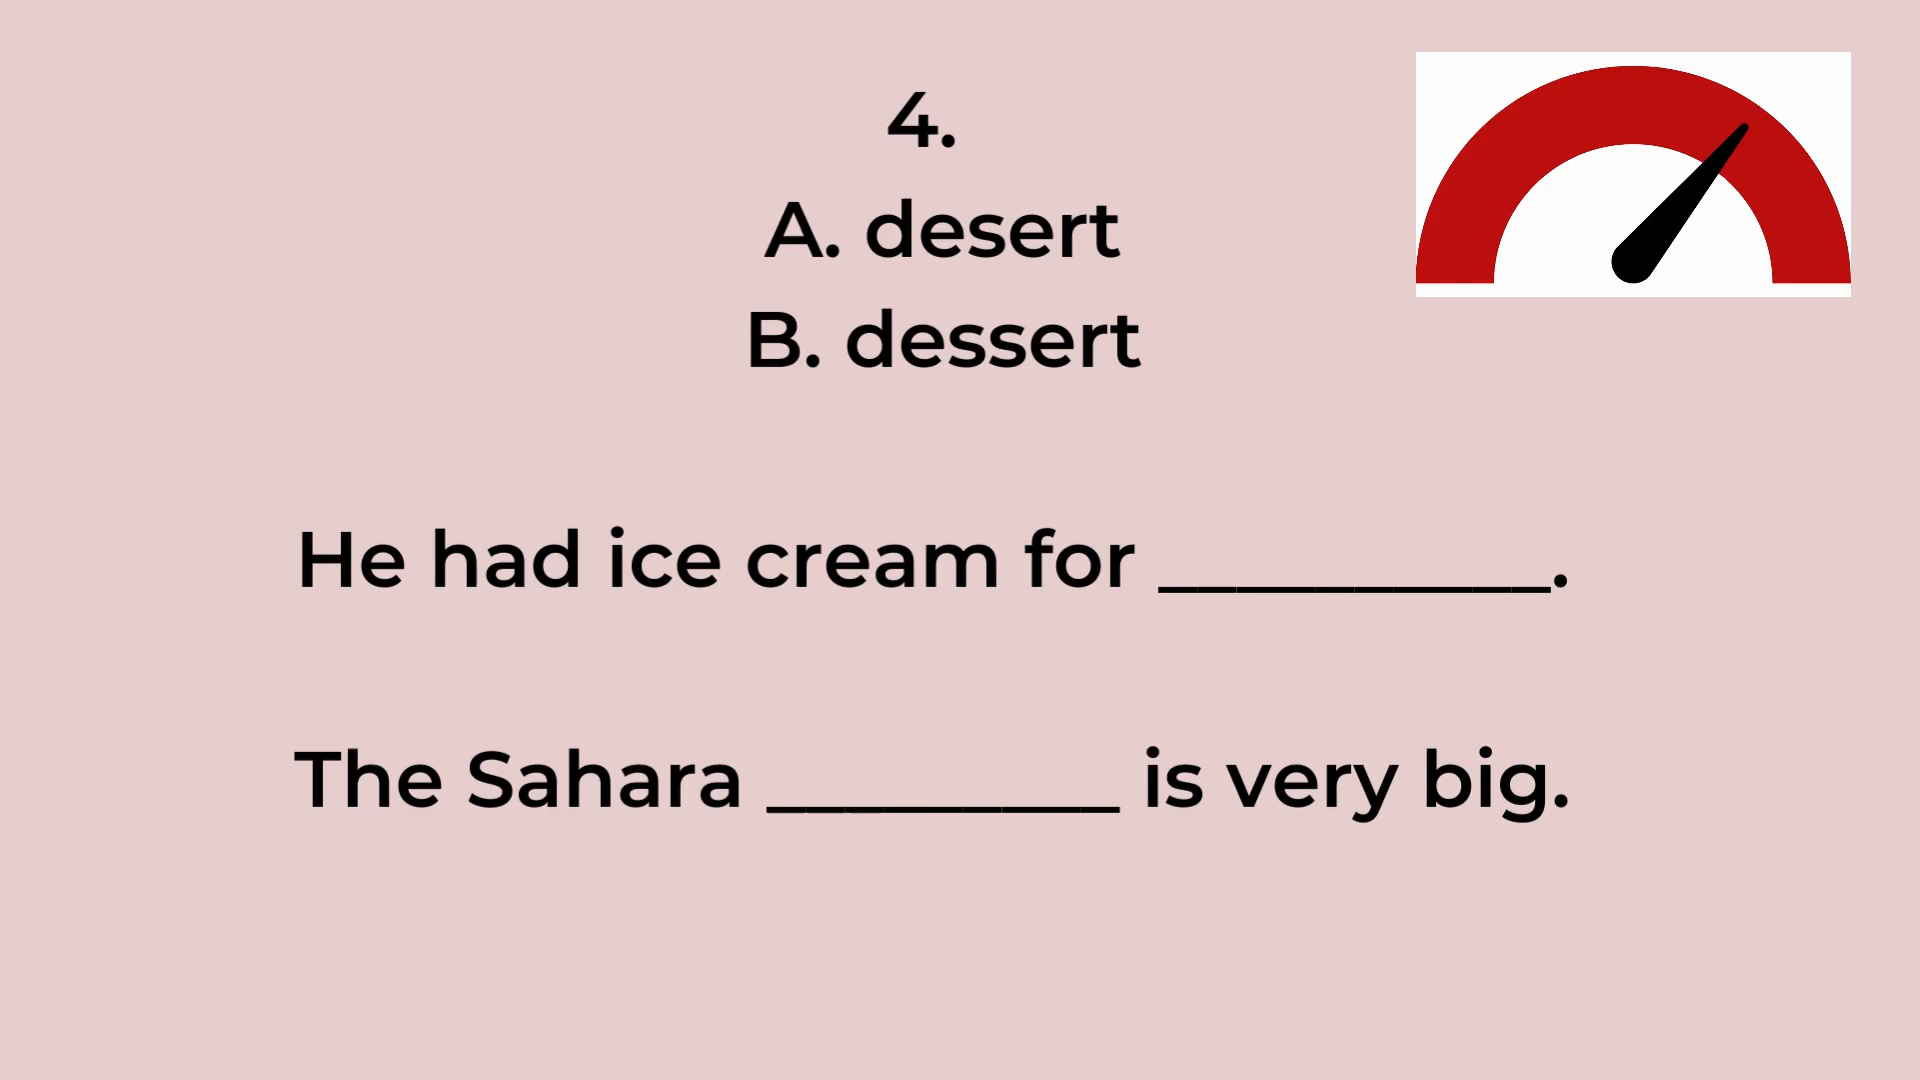 4.
A. desert
B. dessert
He had ice cream for __________.
The Sahara _________ is very big.